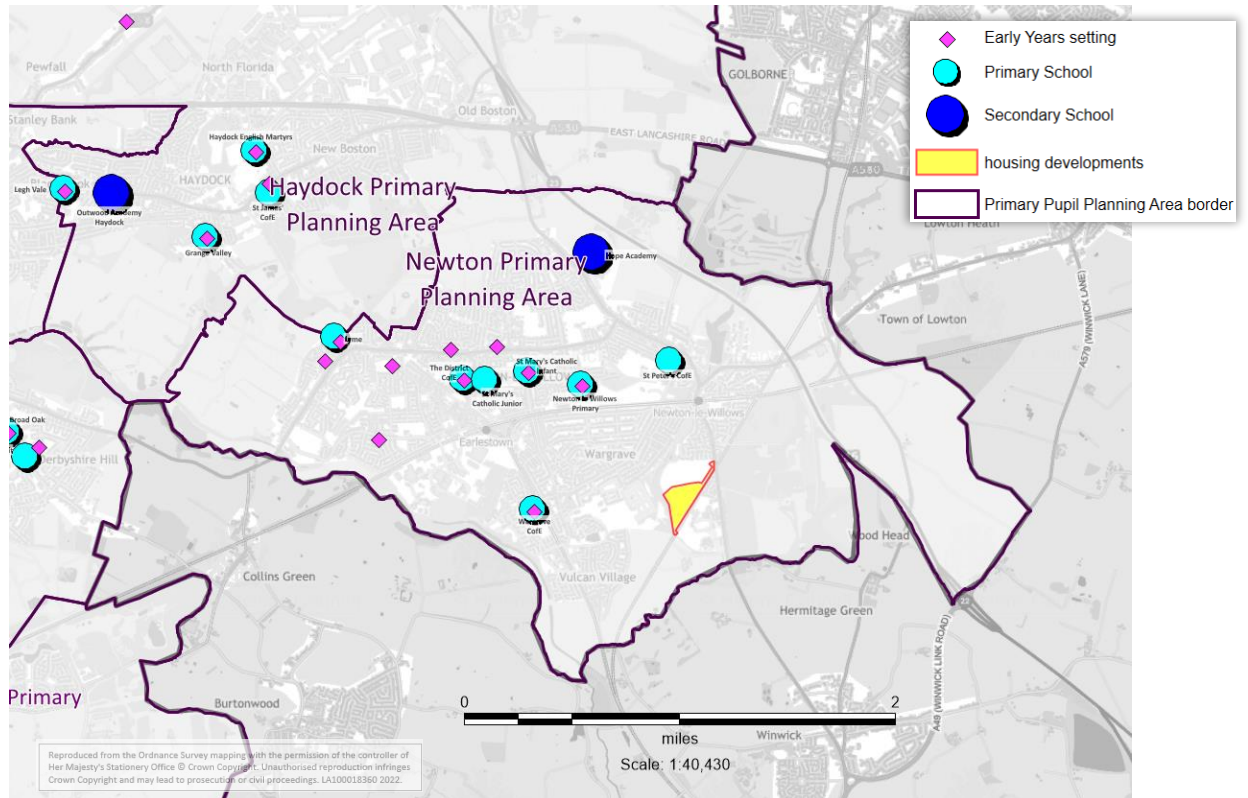 Early Years setting
Primary School
Secondary School
housing developments
Primary Pupil Planning Area border
Pewfall
North Florida
GOLBORNE
Stanley Bank
Old Boston
A580
EAST LANCASHIRE ROAD
A580
Haydock English Martyrs
New Boston
Legh Vale
HAYDOCK
Outwood Academy
Haydock
St James'
CofE
Haydock Primary
Planning Area
Grange Valley
Lowton Heath
Newton Primary
Planning Area
Hope Academy
Town of Lowton
A579 (WINWICK LANE)
The District
CofE
St Mary's
Catholic Junior
St Mary's Catholic
Infant
Newton-le-Willows
Primary
St Peter's CofE
Newton-le-Willows
Earlestown
Wargrave
Broad Oak
Derbyshire Hill
CofE
Wood Head
Collins Green
Vulcan Village
Hermitage Green
A49 (WINWICK LINK ROAD)
Primary
Burtonwood
Winwick
0
2
miles
Scale: 1:40,430
Reproduced from the Ordnance Survey mapping with the permission of the controller of
Her Majesty's Stationery Office © Crown Copyright. Unauthorised reproduction infringes
Crown Copyright and may lead to prosecution or civil proceedings. LA100018360 2022.